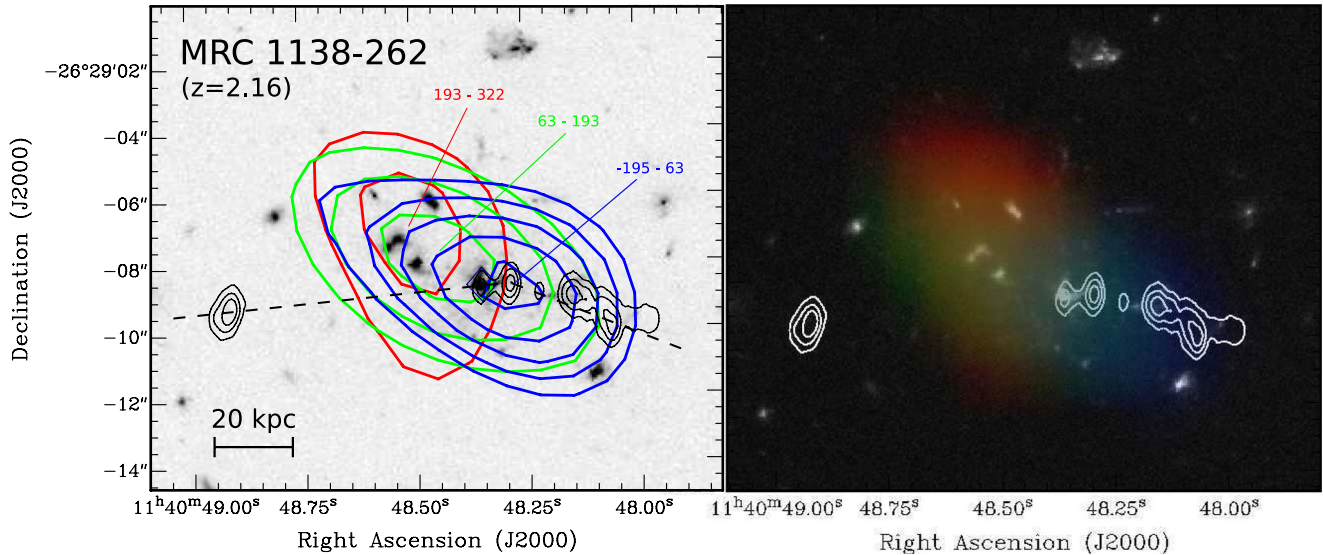 MRC 1138-262
(z=2.16)
193 - 322
63 - 193
-195 - 63
20 kpc
Declination (J2000)
−26°29′02″
−04″
−06″
−08″
−10″
−12″
−14″
11ʰ40ᵐ49.00ˢ 48.75ˢ 48.50ˢ 48.25ˢ 48.00ˢ
Right Ascension (J2000)
11ʰ40ᵐ49.00ˢ 48.75ˢ 48.50ˢ 48.25ˢ 48.00ˢ
Right Ascension (J2000)